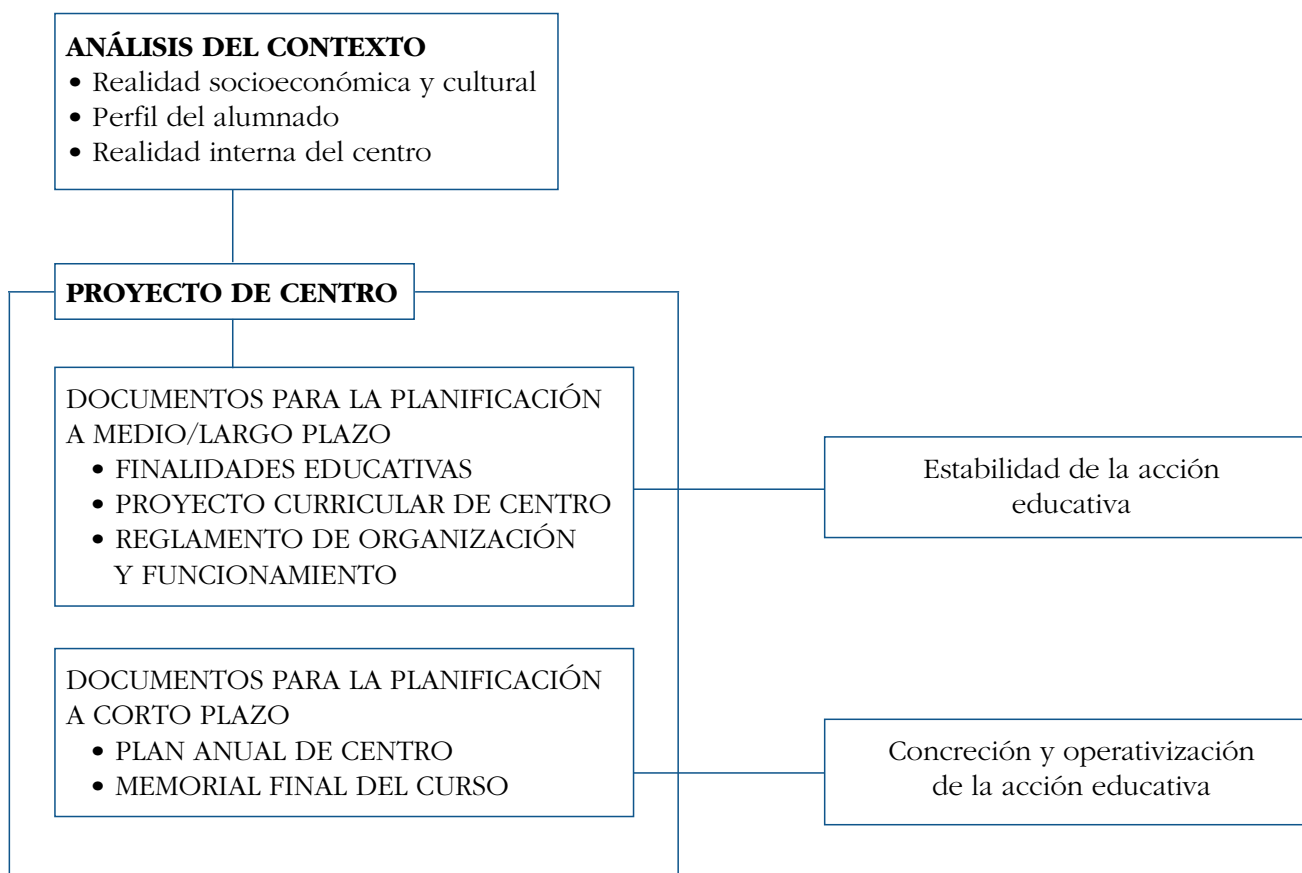 ANÁLISIS DEL CONTEXTO
• Realidad socioeconómica y cultural
• Perfil del alumnado
• Realidad interna del centro
PROYECTO DE CENTRO
DOCUMENTOS PARA LA PLANIFICACIÓN
A MEDIO/LARGO PLAZO
• FINALIDADES EDUCATIVAS
• PROYECTO CURRICULAR DE CENTRO
• REGLAMENTO DE ORGANIZACIÓN
Y FUNCIONAMIENTO
Estabilidad de la acción
educativa
DOCUMENTOS PARA LA PLANIFICACIÓN
A CORTO PLAZO
• PLAN ANUAL DE CENTRO
• MEMORIAL FINAL DEL CURSO
Concreción y operativización
de la acción educativa